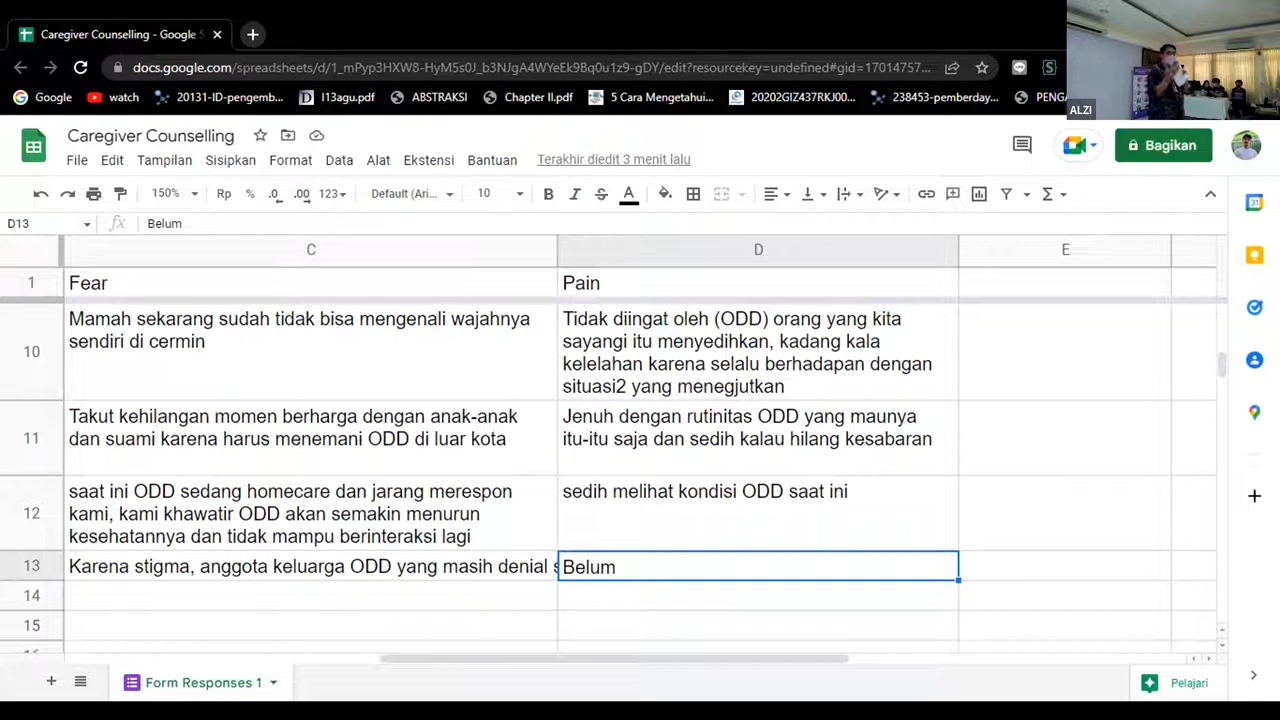 Caregiver Counselling - Google S
docs.google.com/spreadsheets/d/1_mPyp3HXW8-HvM5s0J_b3NJgA4WYeEk9Bq0u1z9-gDY/edit?resourcekey=undefined#gid=17014757...
Google
watch
20131-ID-pengemb...
l13agu.pdf
ABSTRAKSI
Chapter II.pdf
5 Cara Mengetahui...
20202GIZ437RKJ00...
238453-pemberday...
PENGA
ALZI
Caregiver Counselling
File Edit Tampilan Sisipkan Format Data Alat Ekstensi Bantuan Terakhir diedit 3 menit lalu
Bagikan
150% Rp % .0 .00 123 Default (Ari... 10 B I S A
D13 fx Belum
C D E
1 Fear Pain
10
Mamah sekarang sudah tidak bisa mengenali wajahnya
sendiri di cermin
Tidak diingat oleh (ODD) orang yang kita
sayangi itu menyedihkan, kadang kala
kelelahan karena selalu berhadapan dengan
situasi2 yang menegjutkan
11
Takut kehilangan momen berharga dengan anak-anak
dan suami karena harus menemani ODD di luar kota
Jenuh dengan rutinitas ODD yang maunya
itu-itu saja dan sedih kalau hilang kesabaran
12
saat ini ODD sedang homecare dan jarang merespon
kami, kami khawatir ODD akan semakin menurun
kesehatannya dan tidak mampu berinteraksi lagi
sedih melihat kondisi ODD saat ini
13
Karena stigma, anggota keluarga ODD yang masih denial s
Belum
14
15
Form Responses 1
Pelajari